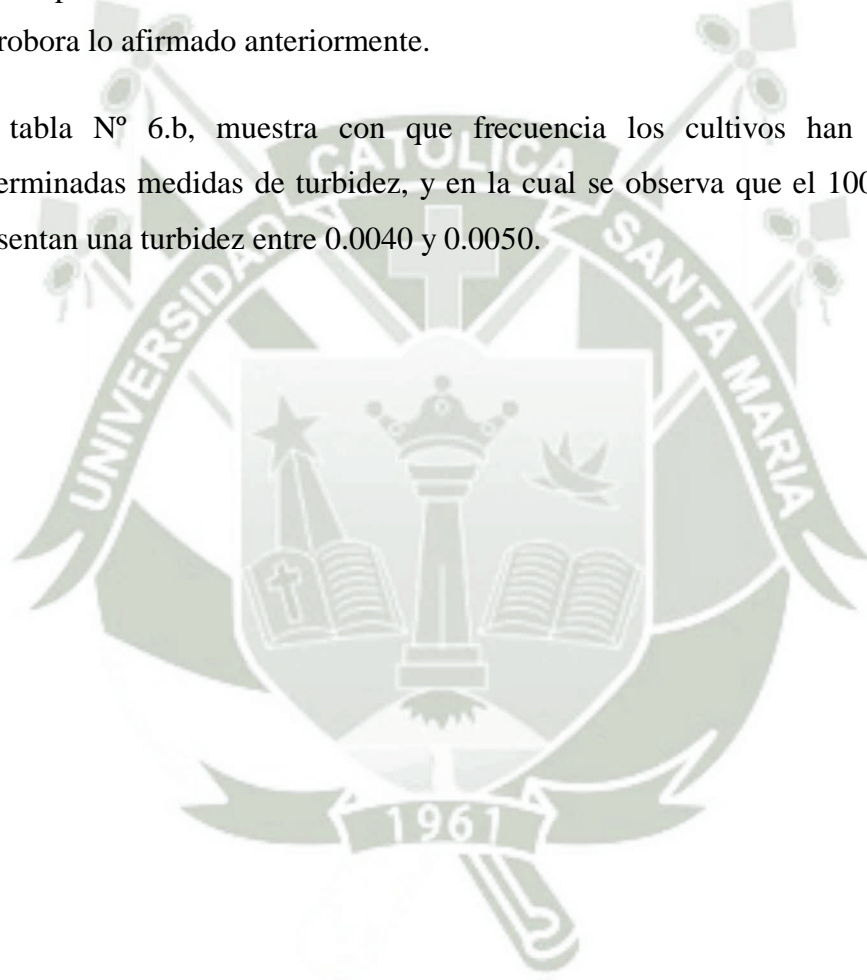 robora lo afirmado anteriormente.
tabla Nº 6.b, muestra con que frecuencia los cultivos han
erminadas medidas de turbidez, y en la cual se observa que el 100
sentan una turbidez entre 0.0040 y 0.0050.
UNIVERSIDAD CATOLICA SANTA MARIA
1961